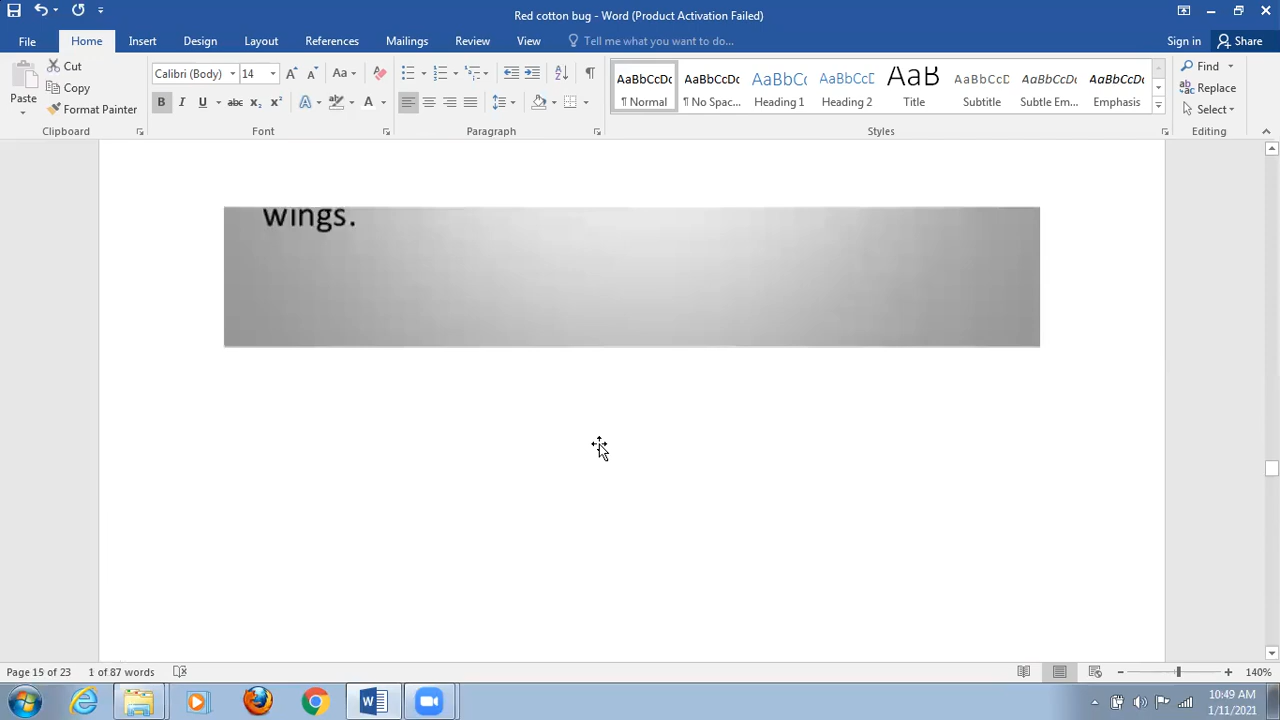 Red cotton bug - Word (Product Activation Failed)
File Home Insert Design Layout References Mailings Review View Tell me what you want to do... Sign in Share
Paste
Cut
Copy
Format Painter
Clipboard
Calibri (Body) 14
Font
Paragraph
AaBbCcDc ¶ Normal
AaBbCcDc ¶ No Spac...
AaBbCc Heading 1
AaBbCcD Heading 2
AaB Title
AaBbCcD Subtitle
AaBbCcDc Subtle Em...
AaBbCcDc Emphasis
Styles
Find
Replace
Select
Editing
wings.
Page 15 of 23 1 of 87 words
140%
10:49 AM
1/11/2021